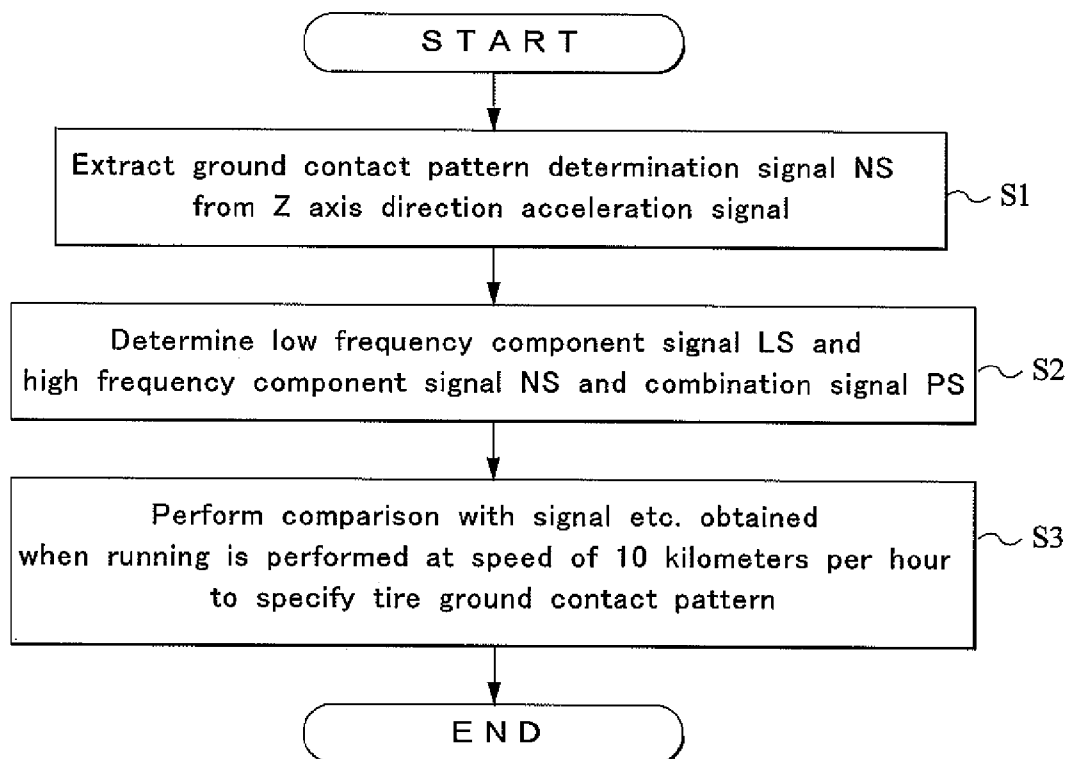 START
Extract ground contact pattern determination signal NS
from Z axis direction acceleration signal
S1
Determine low frequency component signal LS and
high frequency component signal NS and combination signal PS
S2
Perform comparison with signal etc. obtained
when running is performed at speed of 10 kilometers per hour
to specify tire ground contact pattern
S3
END